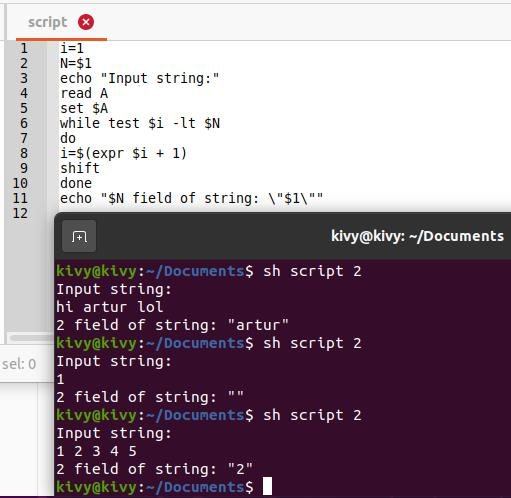 script
1 i=1
2 N=$1
3 echo "Input string:"
4 read A
5 set $A
6 while test $i -lt $N
7 do
8 i=$(expr $i + 1)
9 shift
10 done
11 echo "$N field of string: \"$1\""
12
kivy@kivy: ~/Documents
kivy@kivy:~/Documents$ sh script 2
Input string:
hi artur lol
2 field of string: "artur"
kivy@kivy:~/Documents$ sh script 2
Input string:
1
2 field of string: ""
kivy@kivy:~/Documents$ sh script 2
Input string:
1 2 3 4 5
2 field of string: "2"
kivy@kivy:~/Documents$
sel: 0